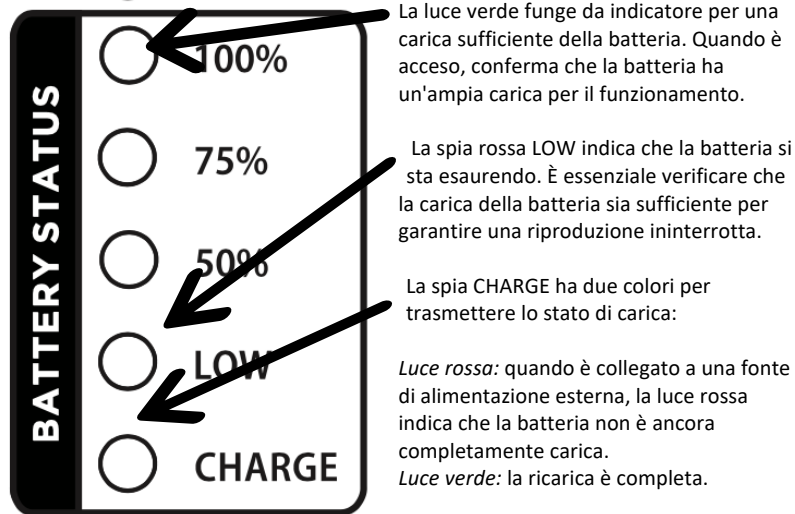 BATTERY STATUS
100%
75%
50%
LOW
CHARGE
La luce verde funge da indicatore per una
carica sufficiente della batteria. Quando è
acceso, conferma che la batteria ha
un'ampia carica per il funzionamento.
La spia rossa LOW indica che la batteria si
sta esaurendo. È essenziale verificare che
la carica della batteria sia sufficiente per
garantire una riproduzione ininterrotta.
La spia CHARGE ha due colori per
trasmettere lo stato di carica:
Luce rossa: quando è collegato a una fonte
di alimentazione esterna, la luce rossa
indica che la batteria non è ancora
completamente carica.
Luce verde: la ricarica è completa.